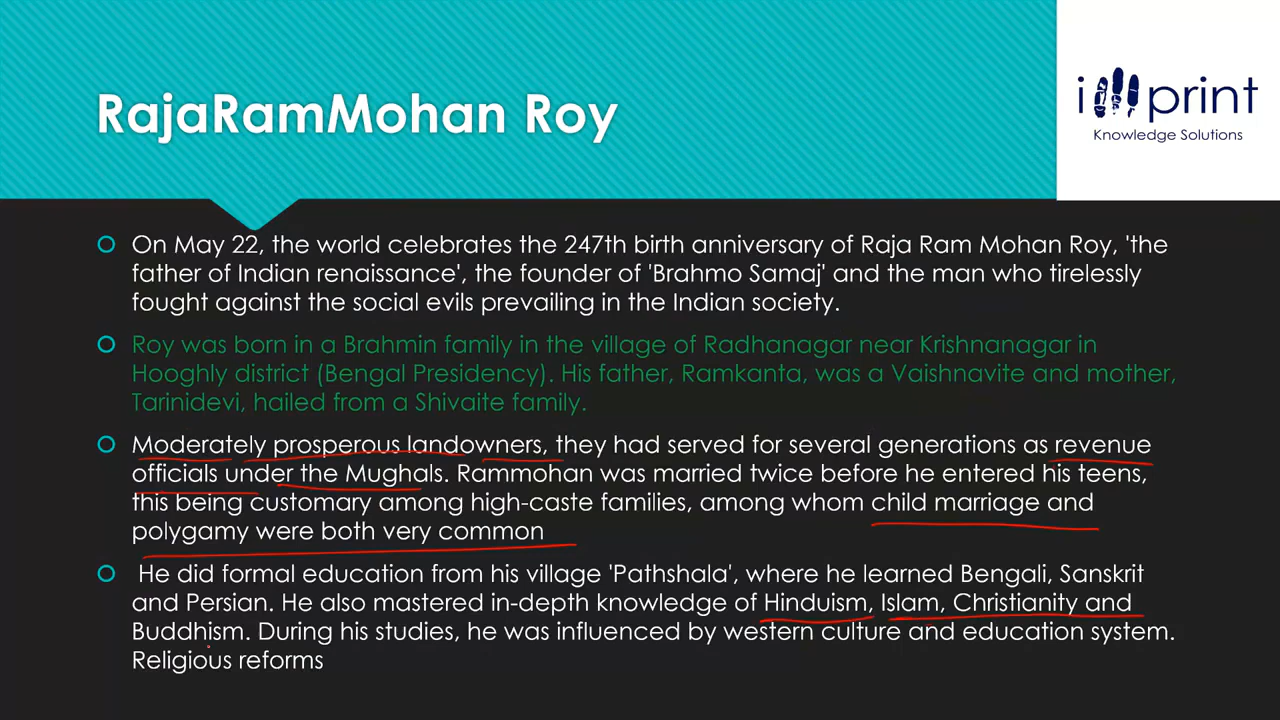 RajaRamMohan Roy
i print
Knowledge Solutions
On May 22, the world celebrates the 247th birth anniversary of Raja Ram Mohan Roy, 'the
father of Indian renaissance', the founder of 'Brahmo Samaj' and the man who tirelessly
fought against the social evils prevailing in the Indian society.
Roy was born in a Brahmin family in the village of Radhanagar near Krishnanagar in
Hooghly district (Bengal Presidency). His father, Ramkanta, was a Vaishnavite and mother,
Tarinidevi, hailed from a Shivaite family.
Moderately prosperous landowners, they had served for several generations as revenue
officials under the Mughals. Rammohan was married twice before he entered his teens,
this being customary among high-caste families, among whom child marriage and
polygamy were both very common
He did formal education from his village 'Pathshala', where he learned Bengali, Sanskrit
and Persian. He also mastered in-depth knowledge of Hinduism, Islam, Christianity and
Buddhism. During his studies, he was influenced by western culture and education system.
Religious reforms